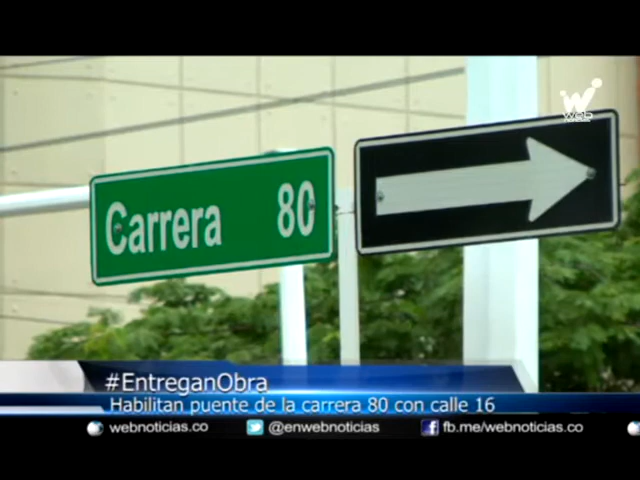 Carrera 80
#EntreganObra
Habilitan puente de la carrera 80 con calle 16
webnoticias.co @enwebnoticias fb.me/webnoticias.co